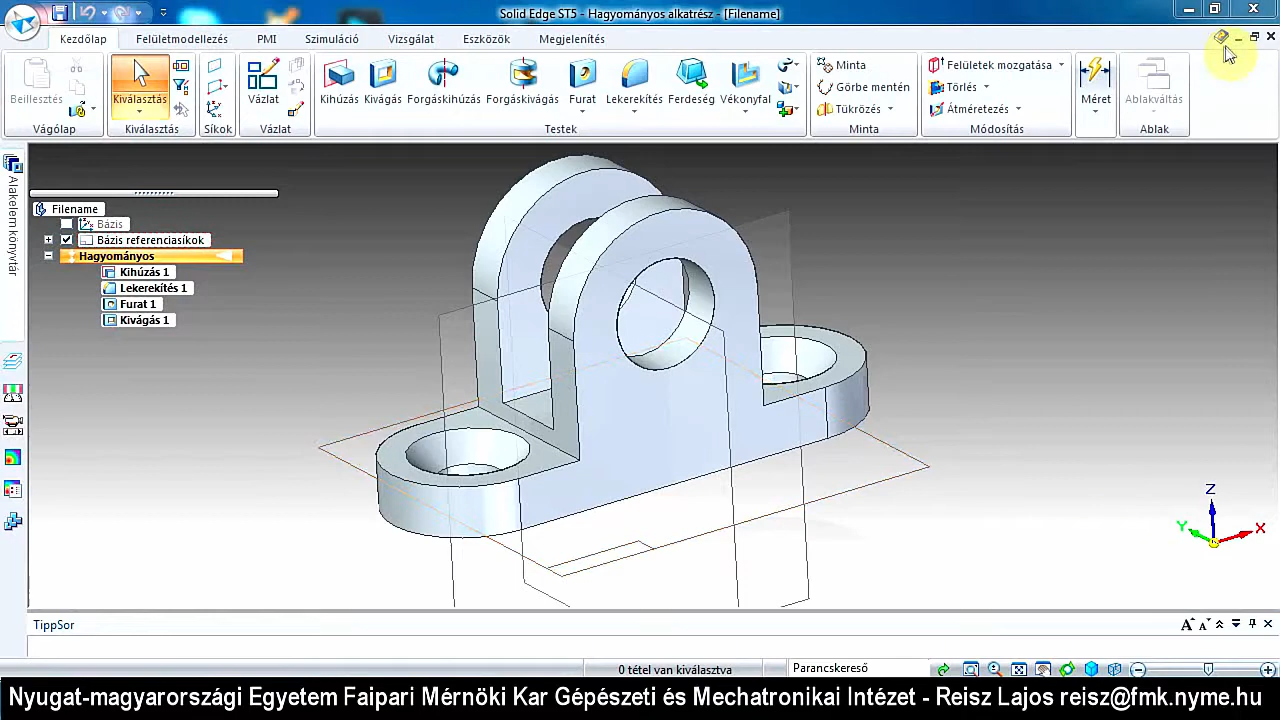 Solid Edge ST5 - Hagyományos alkatrész - [Filename]
Kezdőlap Felületmodellezés PMI Szimuláció Vizsgálat Eszközök Megjelenítés
Beillesztés
Vágólap
Kiválasztás
Kiválasztás
Síkok
Vázlat
Vázlat
Kihúzás Kivágás Forgáskihúzás Forgáskivágás Furat Lekerekítés Ferdeség Vékonyfal
Testek
Minta
Görbe mentén
Tükrözés
Minta
Felületek mozgatása
Törlés
Átméretezés
Módosítás
Méret
Ablakváltás
Ablak
Alakelem könyvtár
Filename
Bázis
Bázis referenciasíkok
Hagyományos
Kihúzás 1
Lekerekítés 1
Furat 1
Kivágás 1
Z
Y
X
TippSor
0 tétel van kiválasztva
Parancskereső
Nyugat-magyarországi Egyetem Faipari Mérnöki Kar Gépészeti és Mechatronikai Intézet - Reisz Lajos reisz@fmk.nyme.hu